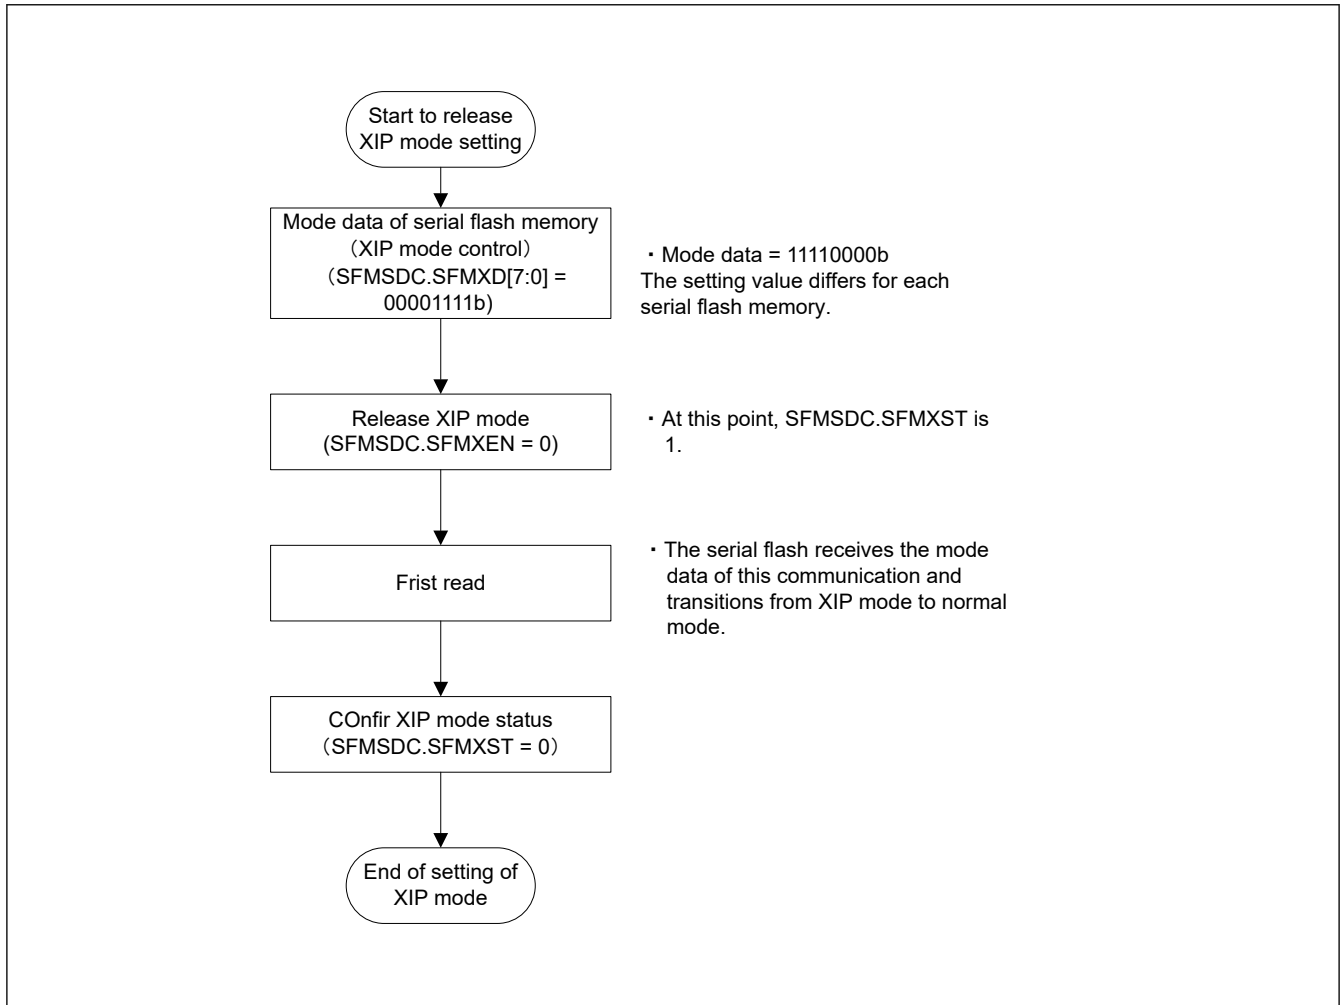 Start to release
XIP mode setting
Mode data of serial flash memory
（XIP mode control）
（SFMSDC.SFMXD[7:0] =
00001111b)
・Mode data = 11110000b
The setting value differs for each
serial flash memory.
Release XIP mode
(SFMSDC.SFMXEN = 0)
・At this point, SFMSDC.SFMXST is
1.
Frist read
・The serial flash receives the mode
data of this communication and
transitions from XIP mode to normal
mode.
COnfir XIP mode status
（SFMSDC.SFMXST = 0）
End of setting of
XIP mode